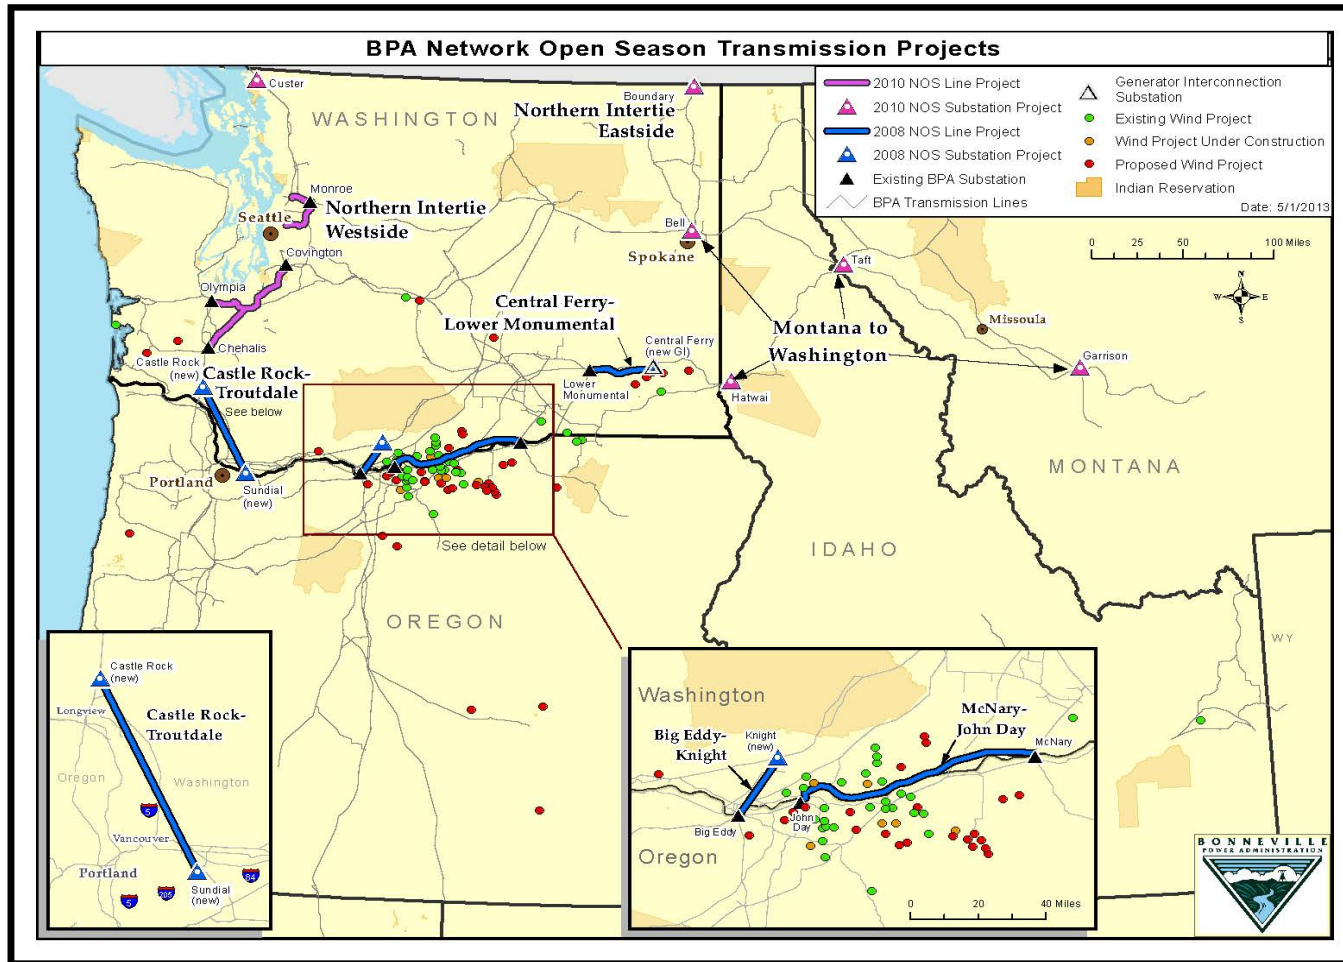 BPA Network Open Season Transmission Projects
2010 NOS Line Project
2010 NOS Substation Project
2008 NOS Line Project
2008 NOS Substation Project
Existing BPA Substation
BPA Transmission Lines
Generator Interconnection
Substation
Existing Wind Project
Wind Project Under Construction
Proposed Wind Project
Indian Reservation
Date: 5/1/2013
0 25 50 100 Miles
N
W E
S
Custer
WASHINGTON
Boundary
Northern Intertie
Eastside
Monroe
Seattle
Northern Intertie
Westside
Bell
Spokane
Covington
Taft
Olympia
Central Ferry-
Lower Monumental
Missoula
Montana to
Washington
Chehalis
Central Ferry
(new GI)
Garrison
Castle Rock
(new)
Castle Rock-
Troutdale
See below
Lower
Monumental
Hatwai
Portland
Sundial
(new)
MONTANA
See detail below
IDAHO
OREGON
WY
Castle Rock
(new)
Longview
Castle Rock-
Troutdale
Oregon
Washington
5
Vancouver
Portland
84
205
5
Sundial
(new)
Washington
McNary-
John Day
Big Eddy-
Knight
Knight
(new)
McNary
Big Eddy
John
Day
Oregon
0 20 40 Miles
BONNEVILLE
POWER ADMINISTRATION